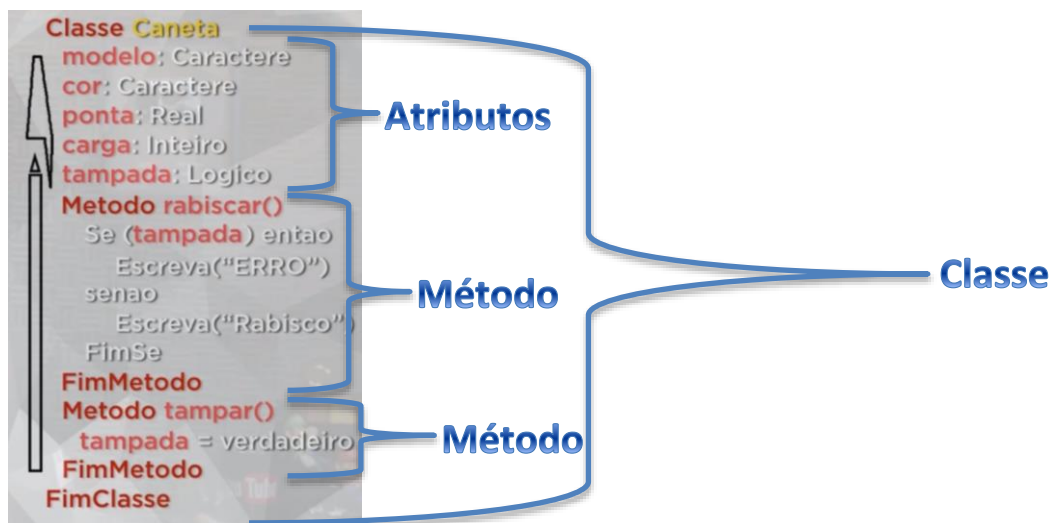 Classe Caneta
modelo: Caractere
cor: Caractere
ponta: Real
carga: Inteiro
tampada: Logico
Metodo rabiscar()
Se (tampada) entao
Escreva("ERRO")
senao
Escreva("Rabisco")
FimSe
FimMetodo
Metodo tampar()
tampada = verdadeiro
FimMetodo
FimClasse
Atributos
Método
Método
Classe